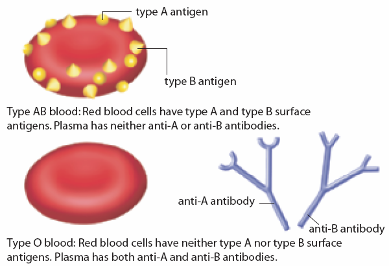 type A antigen
type B antigen
Type AB blood: Red blood cells have type A and type B surface
antigens. Plasma has neither anti-A or anti-B antibodies.
anti-A antibody
anti-B antibody
Type O blood: Red blood cells have neither type A nor type B surface
antigens. Plasma has both anti-A and anti-B antibodies.